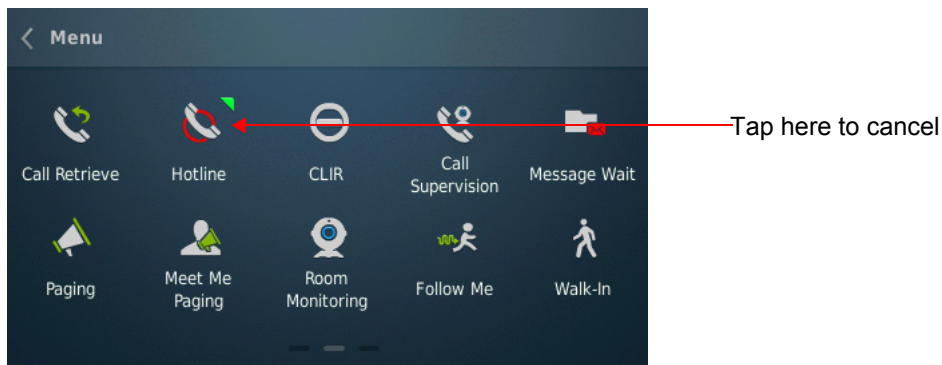 Menu
Tap here to cancel
Call Retrieve
Hotline
CLIR
Call
Supervision
Message Wait
Paging
Meet Me
Paging
Room
Monitoring
Follow Me
Walk-In